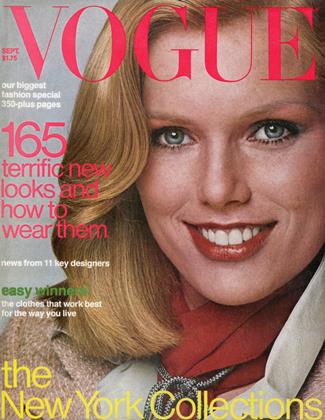 VOGUE
SEPT.
$1.75
our biggest
fashion special
350-plus pages
165
terrific new
looks and
how to
wear them
news from 11 key designers
easy winners
the clothes that work best
for the way you live
the
New York Collections